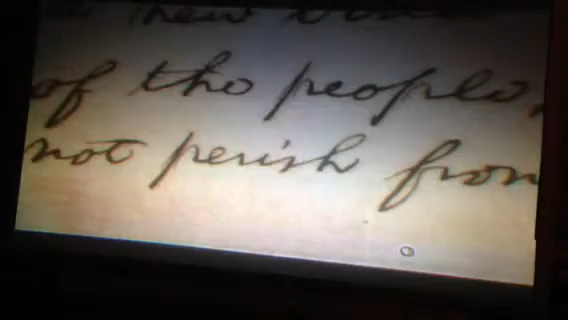 of the people,
not perish from